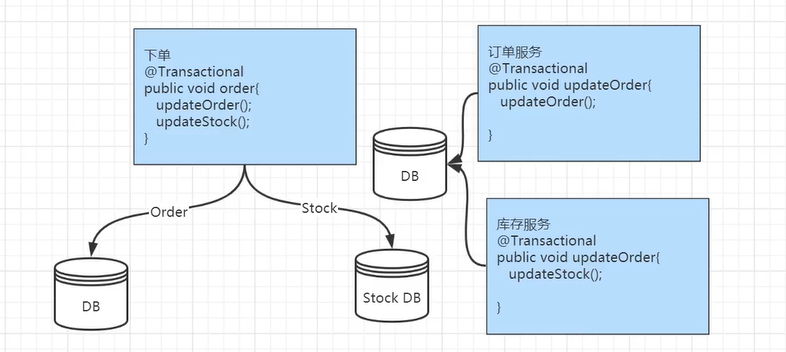 下单
@Transactional
public void order{
updateOrder();
updateStock();
}
Order
Stock
DB
Stock DB
DB
订单服务
@Transactional
public void updateOrder{
updateOrder();
}
库存服务
@Transactional
public void updateOrder{
updateStock();
}